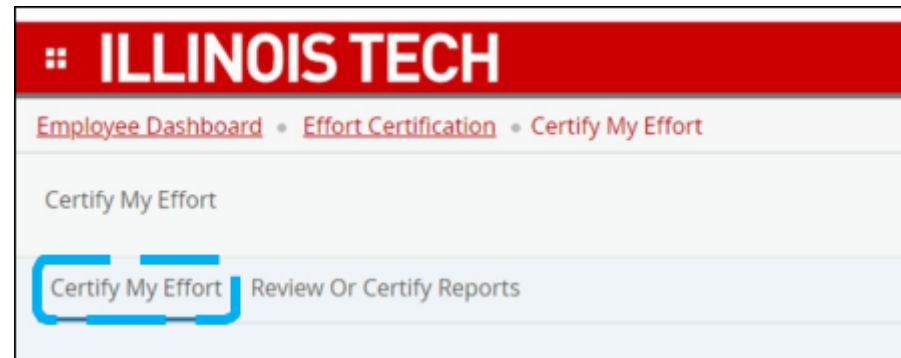 ILLINOIS TECH
Employee Dashboard • Effort Certification • Certify My Effort
Certify My Effort
Certify My Effort Review Or Certify Reports